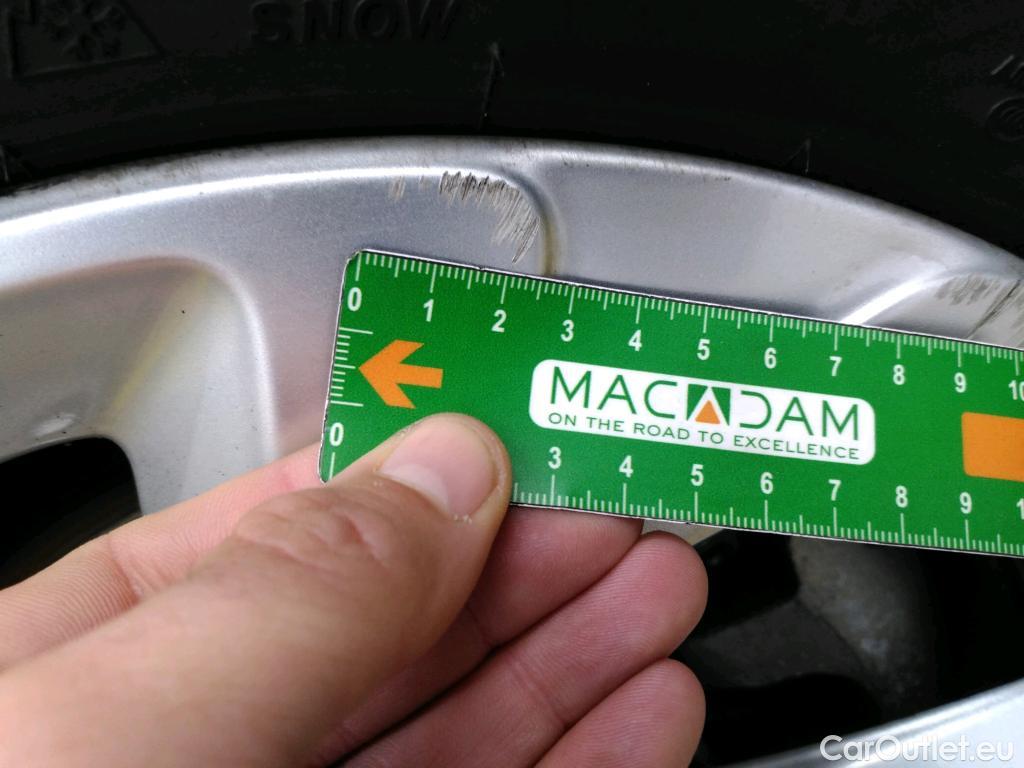 SNOW
0 1 2 3 4 5 6 7 8 9 10
MACADAM
ON THE ROAD TO EXCELLENCE
0 3 4 5 6 7 8 9 1
CarOutlet.eu